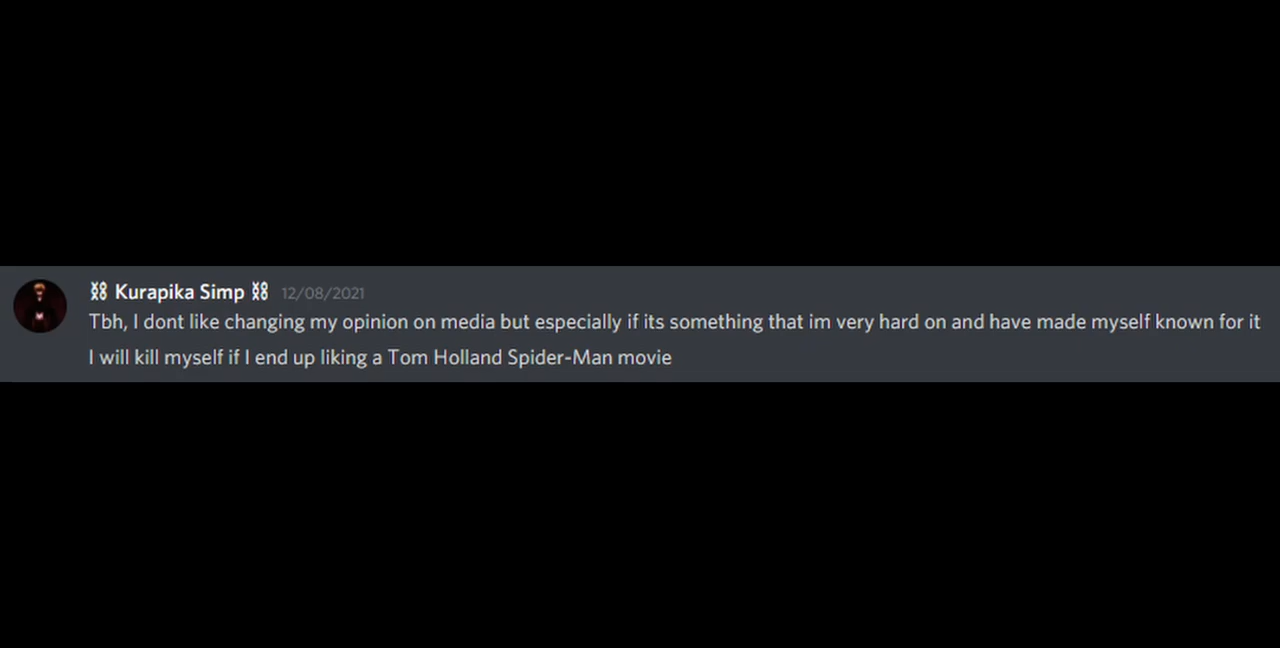 ⛓ Kurapika Simp ⛓ 12/08/2021
Tbh, I dont like changing my opinion on media but especially if its something that im very hard on and have made myself known for it
I will kill myself if I end up liking a Tom Holland Spider-Man movie